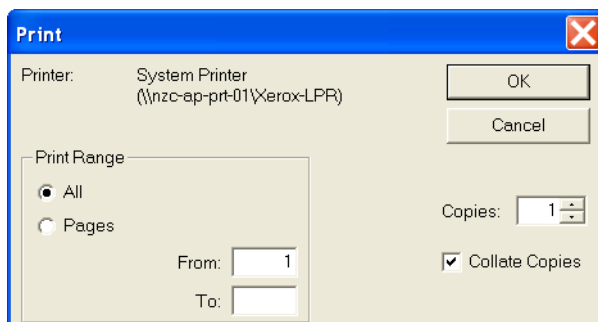 Print
Printer: System Printer
(\\nzc-ap-prt-01\Xerox-LPR)
OK
Cancel
Print Range
All
Pages
From: 1
To:
Copies: 1
Collate Copies